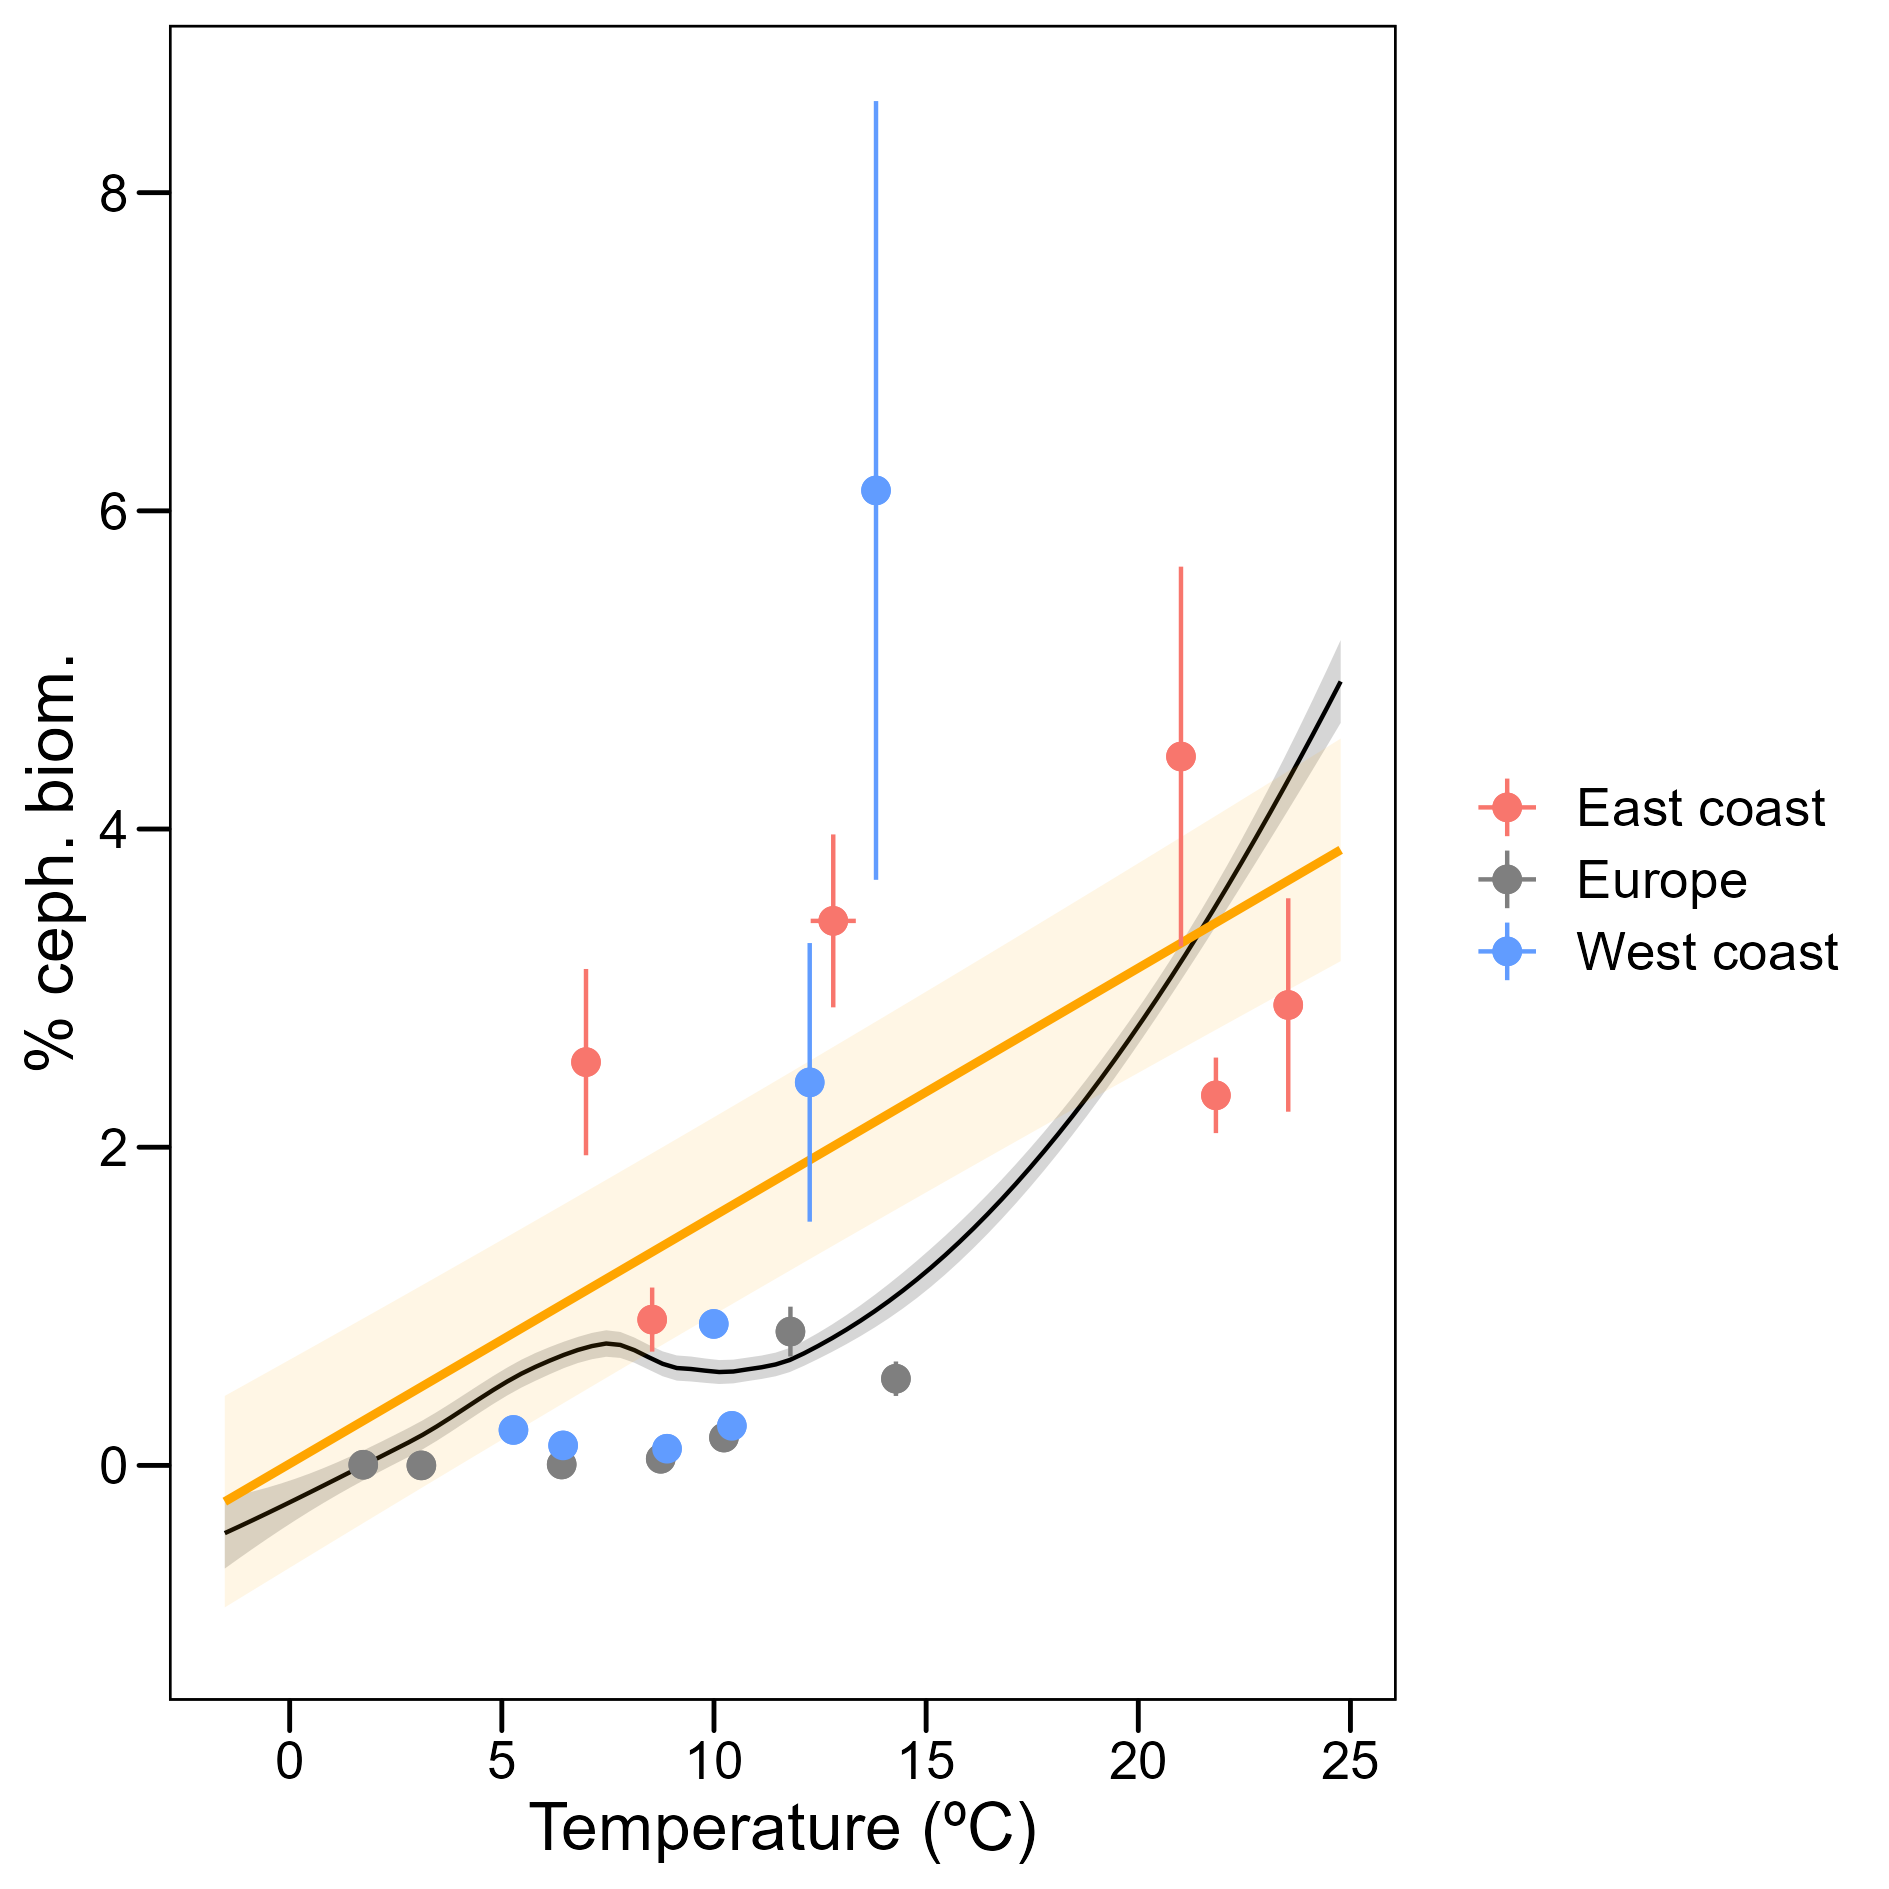 % ceph. biom.
8
6
4
2
0
0 5 10 15 20 25
Temperature (ºC)
East coast
Europe
West coast